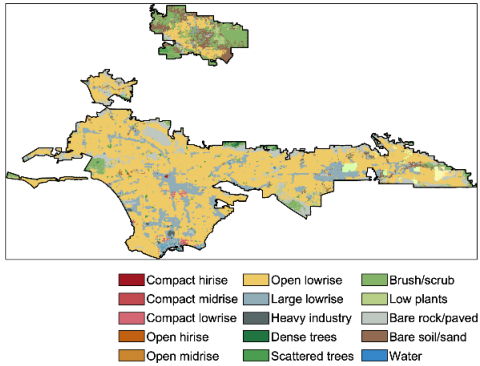 Compact hirise
Compact midrise
Compact lowrise
Open hirise
Open midrise
Open lowrise
Large lowrise
Heavy industry
Dense trees
Scattered trees
Brush/scrub
Low plants
Bare rock/paved
Bare soil/sand
Water